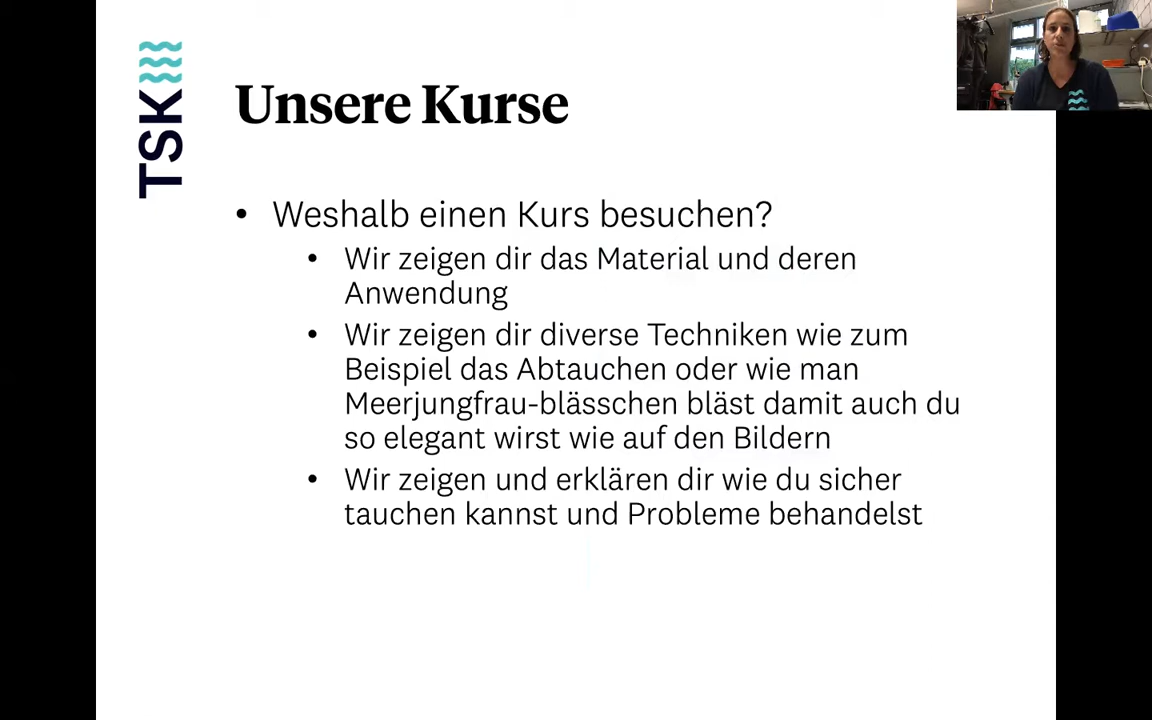 TSK
Unsere Kurse
• Weshalb einen Kurs besuchen?
• Wir zeigen dir das Material und deren
Anwendung
• Wir zeigen dir diverse Techniken wie zum
Beispiel das Abtauchen oder wie man
Meerjungfrau-blässchen bläst damit auch du
so elegant wirst wie auf den Bildern
• Wir zeigen und erklären dir wie du sicher
tauchen kannst und Probleme behandelst